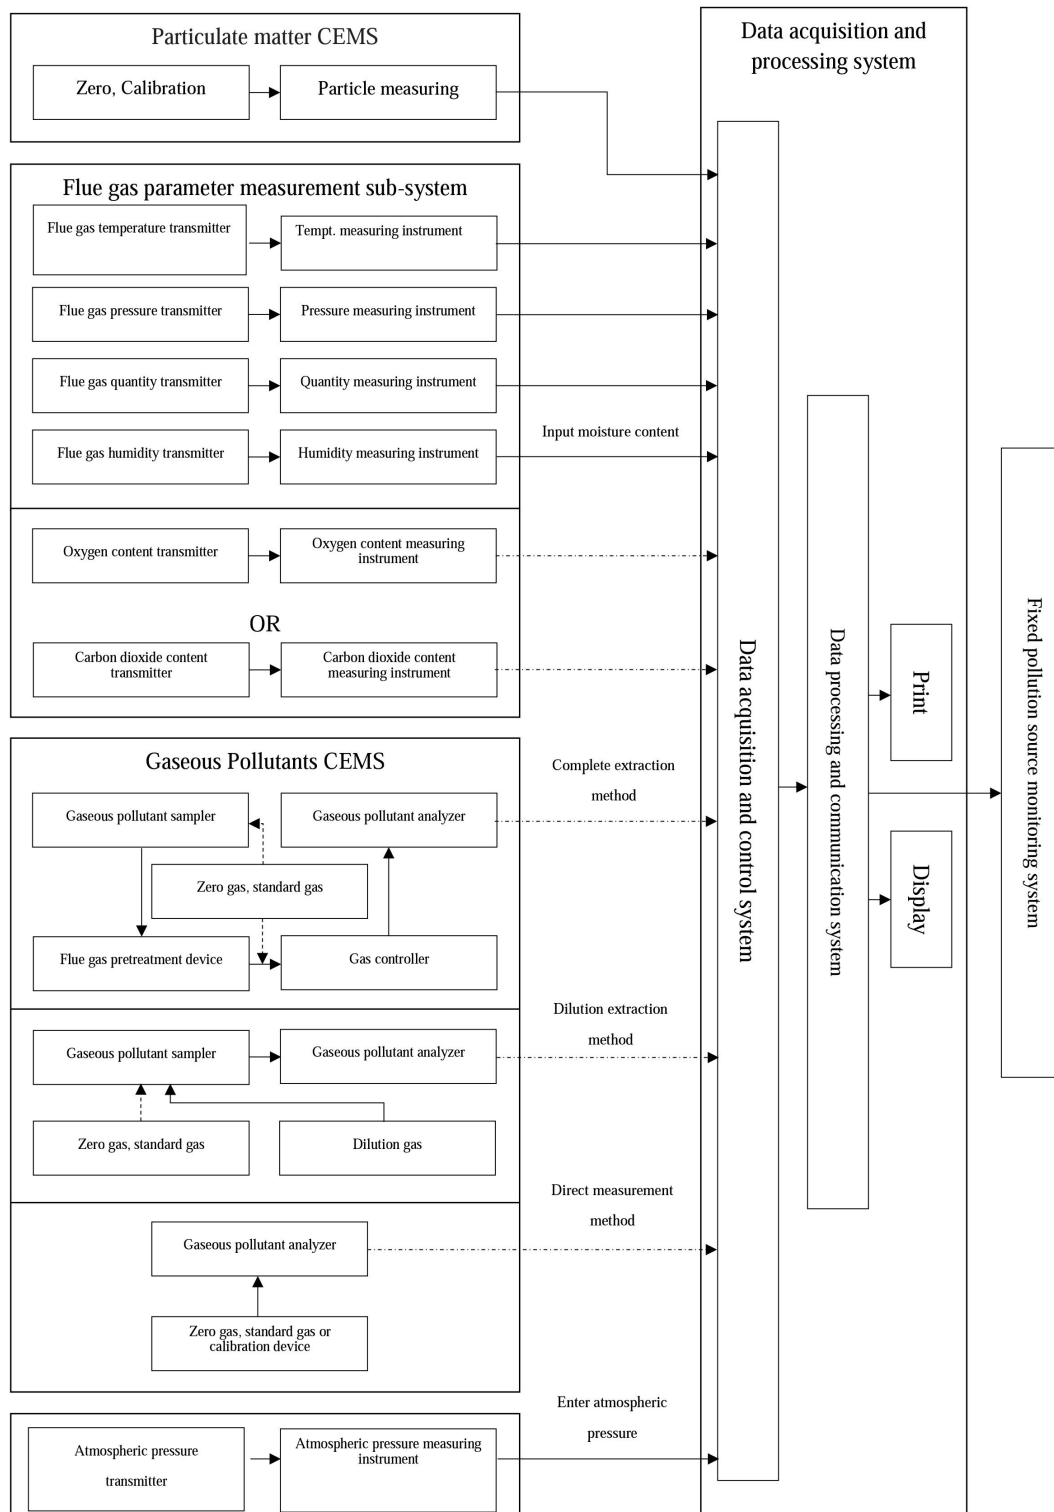 Particulate matter CEMS
Zero, Calibration
Particle measuring
Flue gas parameter measurement sub-system
Flue gas temperature transmitter
Tempt. measuring instrument
Flue gas pressure transmitter
Pressure measuring instrument
Flue gas quantity transmitter
Quantity measuring instrument
Flue gas humidity transmitter
Humidity measuring instrument
Input moisture content
Oxygen content transmitter
Oxygen content measuring
instrument
OR
Carbon dioxide content
transmitter
Carbon dioxide content
measuring instrument
Gaseous Pollutants CEMS
Gaseous pollutant sampler
Gaseous pollutant analyzer
Zero gas, standard gas
Flue gas pretreatment device
Gas controller
Complete extraction
method
Gaseous pollutant sampler
Gaseous pollutant analyzer
Zero gas, standard gas
Dilution gas
Dilution extraction
method
Gaseous pollutant analyzer
Zero gas, standard gas or
calibration device
Direct measurement
method
Atmospheric pressure
transmitter
Atmospheric pressure measuring
instrument
Enter atmospheric
pressure
Data acquisition and
processing system
Data acquisition and control system
Data processing and communication system
Print
Display
Fixed pollution source monitoring system